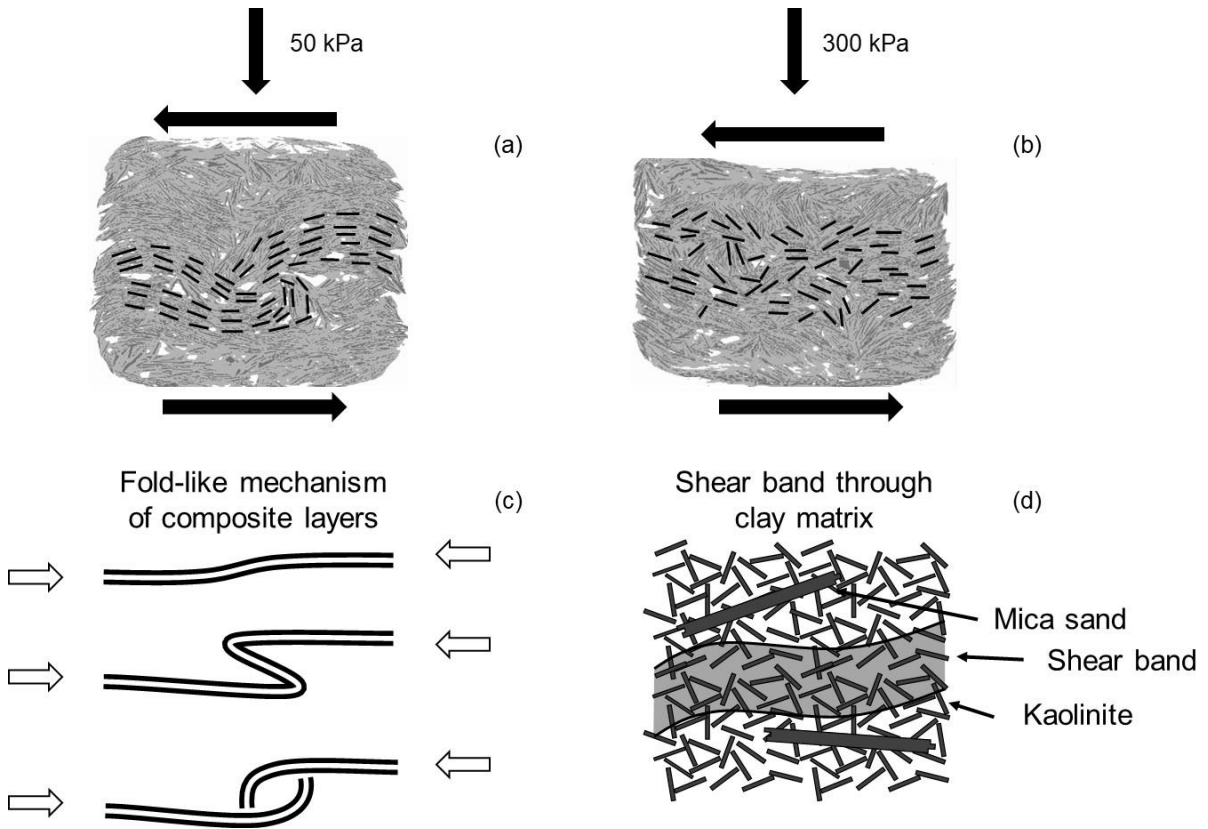 50 kPa
300 kPa
(a)
(b)
Fold-like mechanism
of composite layers
(c)
Shear band through
clay matrix
(d)
Mica sand
Shear band
Kaolinite